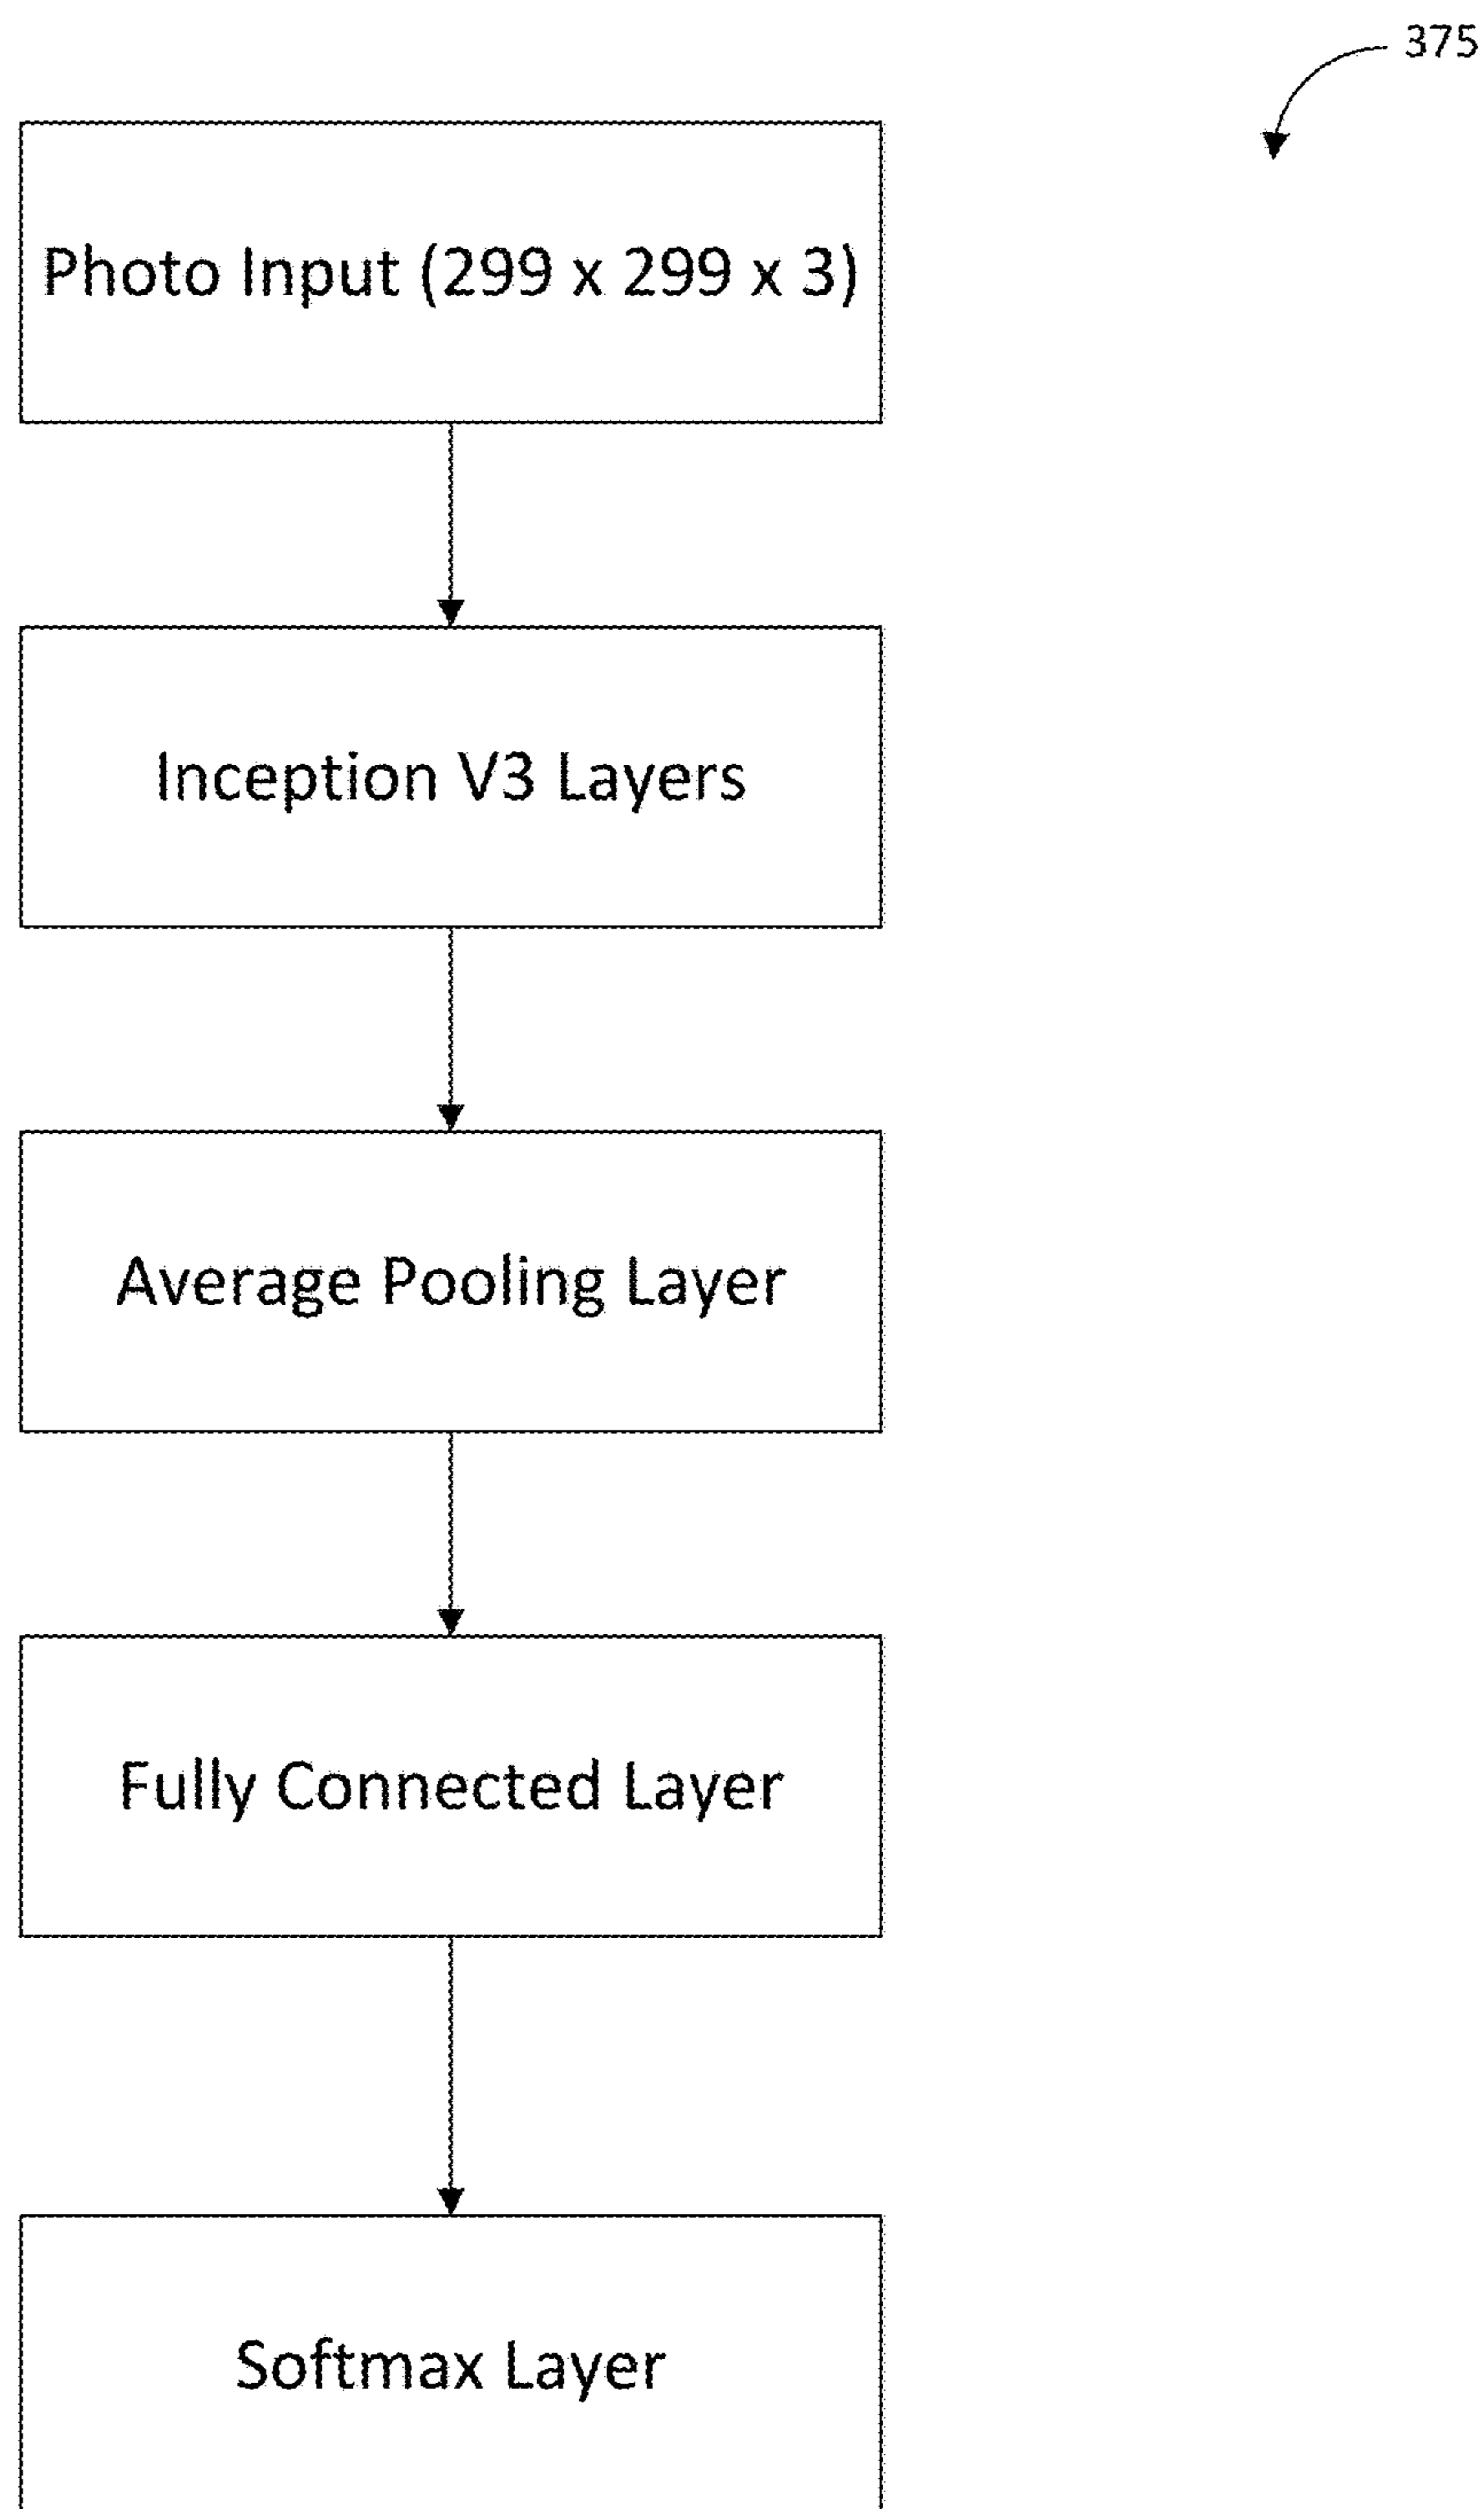 375
Photo Input (299 x 299 x 3)
Inception V3 Layers
Average Pooling Layer
Fully Connected Layer
Softmax Layer